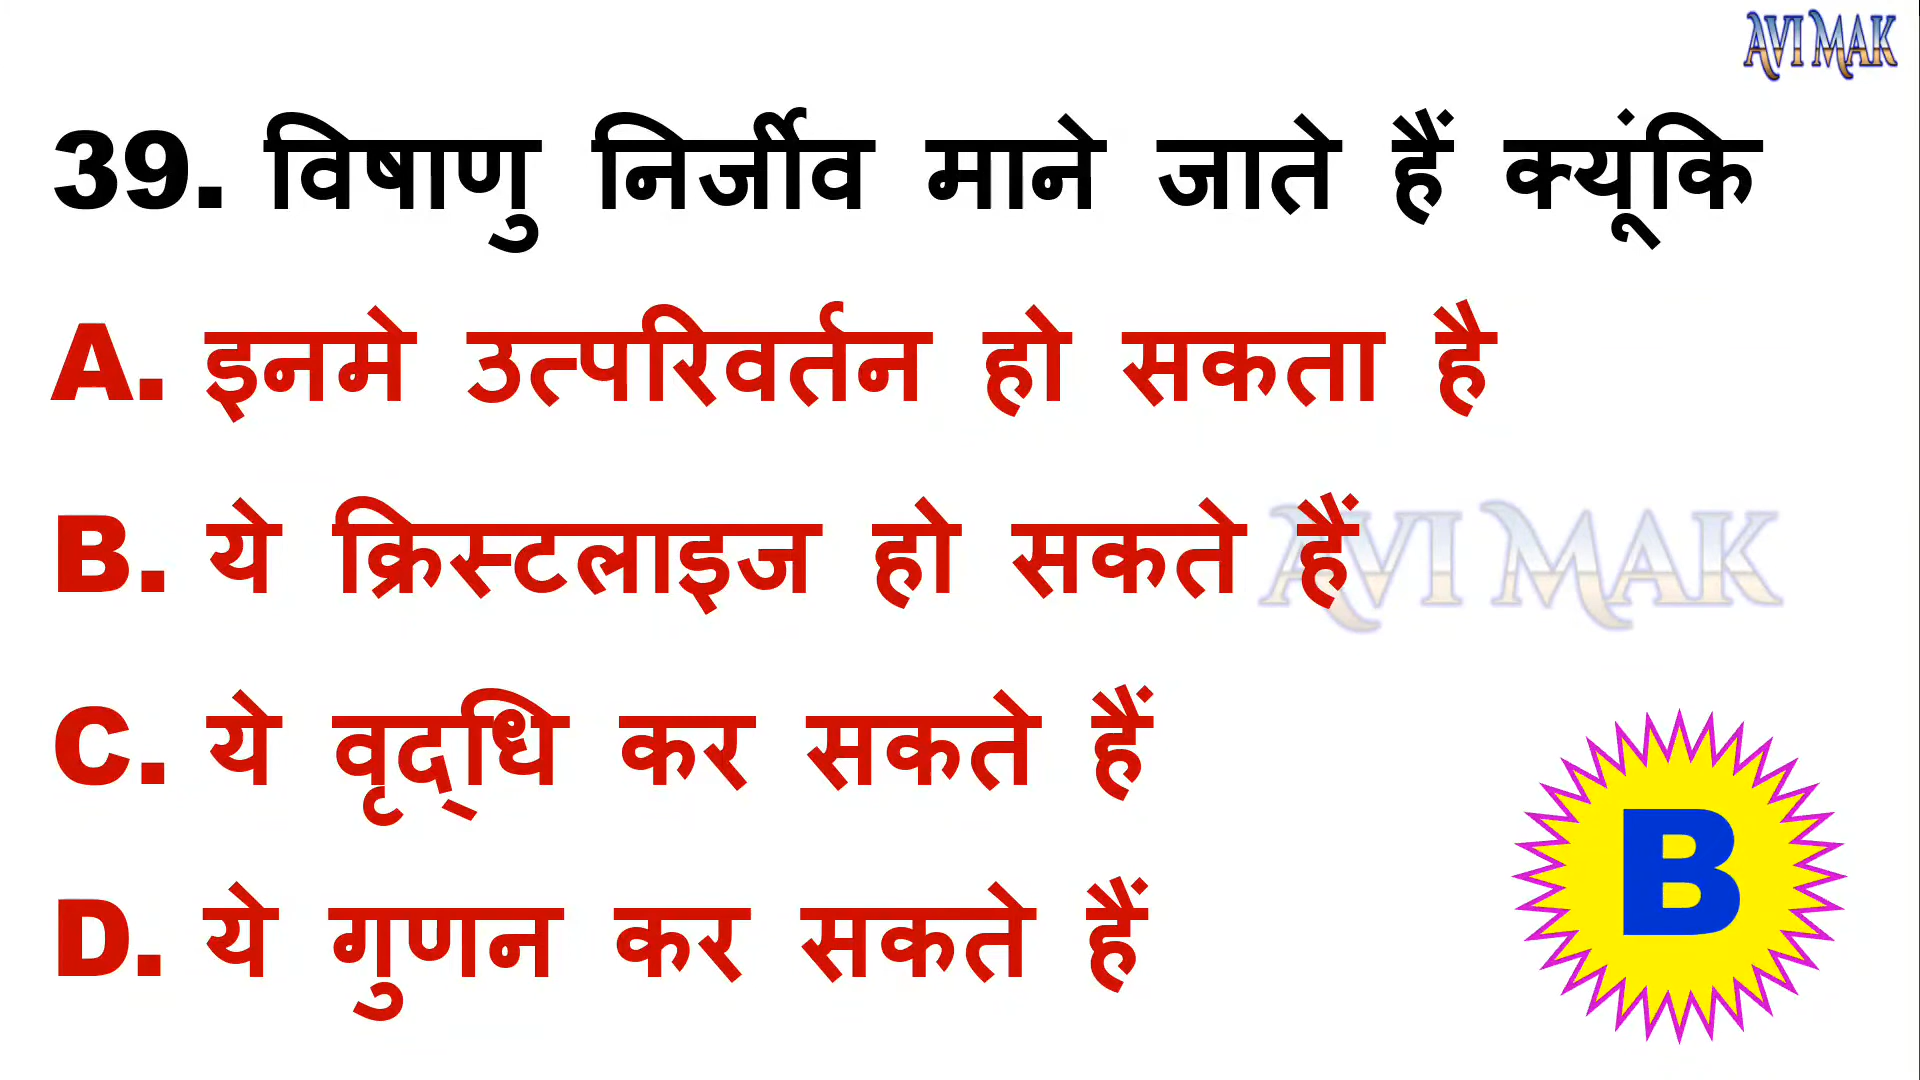 AVI MAK
39. विषाणु निर्जीव माने जाते हैं क्यूंकि
A. इनमे उत्परिवर्तन हो सकता है
B. ये क्रिस्टलाइज हो सकते हैं
AVI MAK
C. ये वृद्धि कर सकते हैं
D. ये गुणन कर सकते हैं
B